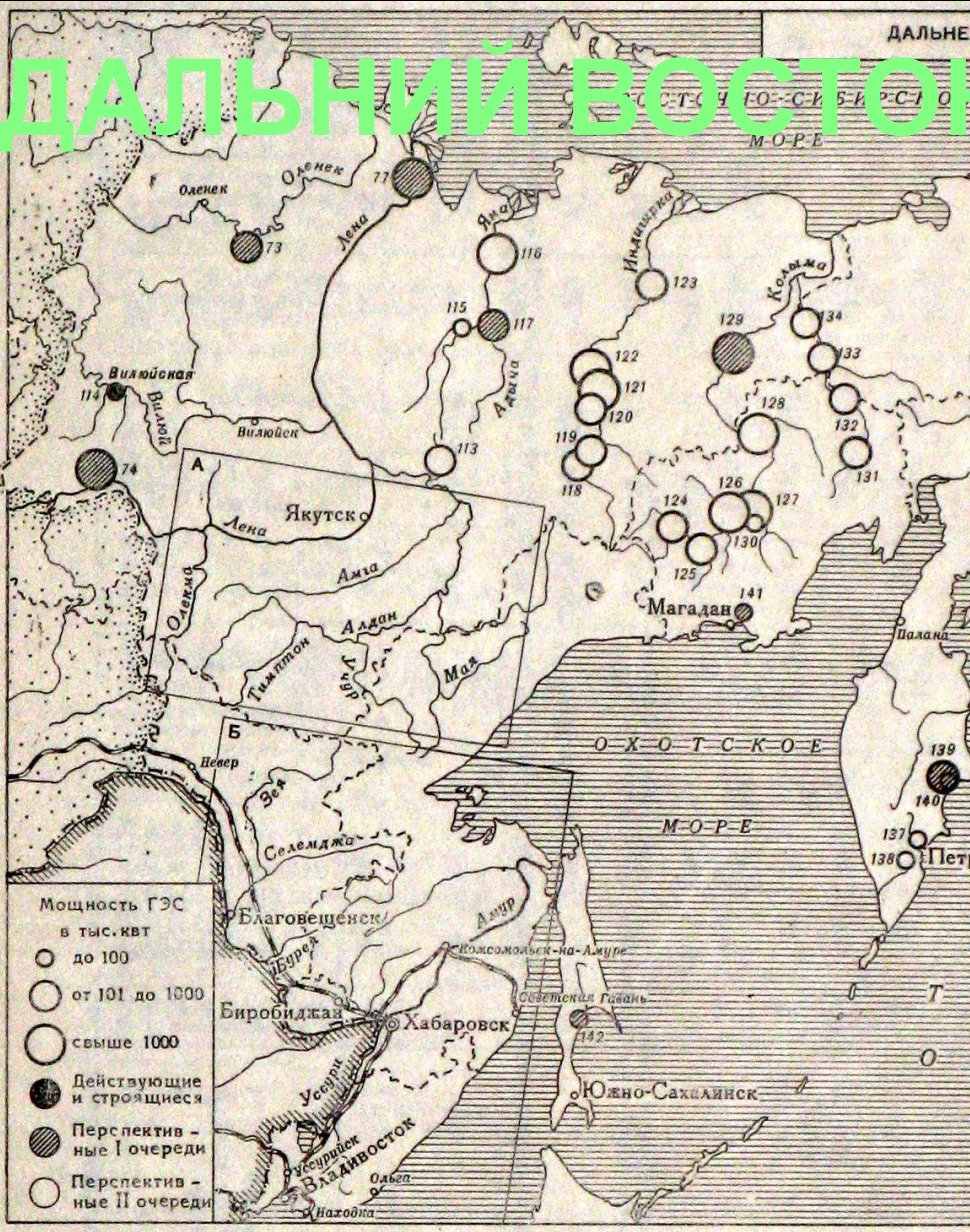 ДАЛЬНЕ
ДАЛЬНИЙ ВОСТОК
МОРЕ
Оленек
Оленек
77
73
Лена
Яна
116
115
117
Адыча
Индигирка
123
Колыма
134
133
129
122
121
120
119
118
128
132
131
Вилюйская
114
Вилюй
Вилюйск
113
74
А
Якутск
Лена
Амга
Олекма
Алдан
Тимптон
Учур
Мая
124
126
127
130
125
141
Магадан
Палана
Б
Невер
Зея
Селемджа
ОХОТСКОЕ
МОРЕ
139
140
137
138
Петр
Мощность ГЭС
в тыс.квт
до 100
от 101 до 1000
свыше 1000
Действующие
и строящиеся
Перспектив-
ные I очереди
Перспектив-
ные II очереди
Благовещенск
Бурея
Амур
Комсомольск-на-Амуре
Советская Гавань
Биробиджан
Хабаровск
142
Уссури
Южно-Сахалинск
Уссурийск
Владивосток
Ольга
Находка
Т
О